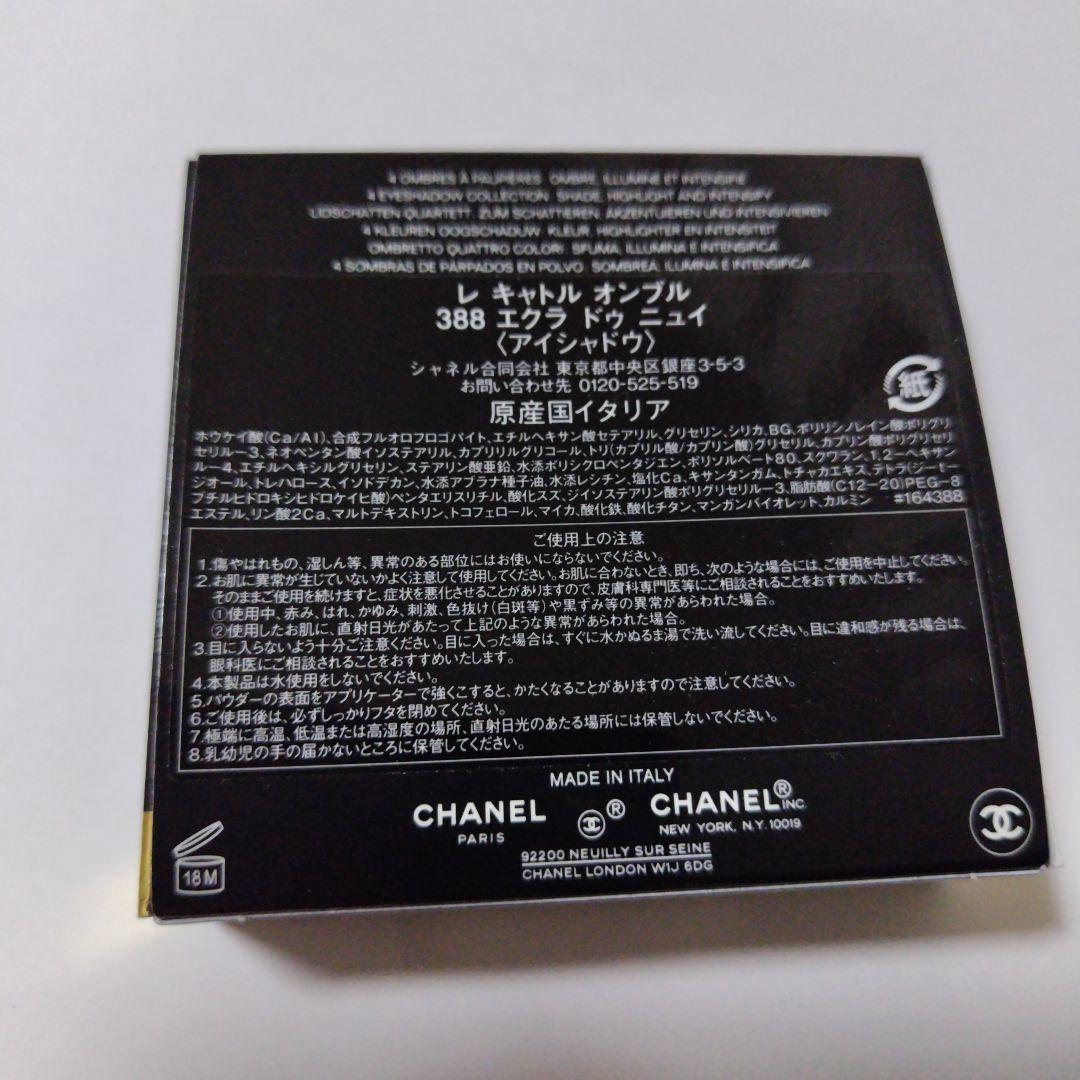 4 OMBRES À PAUPIÈRES OMBRE, ILLUMINE ET INTENSIFIE
4 EYESHADOW COLLECTION SHADE, HIGHLIGHT AND INTENSIFY
LIDSCHATTEN QUARTETT. ZUM SCHATTIEREN, AKZENTUIEREN UND INTENSIVIEREN
4 KLEUREN OOGSCHADUW KLEUR, HIGHLIGHTER EN INTENSITEIT
OMBRETTO QUATTRO COLORI SFUMA, ILLUMINA E INTENSIFICA
4 SOMBRAS DE PÁRPADOS EN POLVO SOMBREA, ILUMINA E INTENSIFICA
レ キャトル オンブル
388 エクラ ドゥ ニュイ
〈アイシャドウ〉
シャネル合同会社 東京都中央区銀座3-5-3
お問い合わせ先 0120-525-519
紙
原産国イタリア
ホウケイ酸(Ca/Al)、合成フルオロフロゴパイト、エチルヘキサン酸セテアリル、グリセリン、シリカ、BG、ポリリシノレイン酸ポリグリ
セリル-3、ネオペンタン酸イソステアリル、カプリリルグリコール、トリ(カプリル酸/カプリン酸)グリセリル、カプリン酸ポリグリセリ
ル-4、エチルヘキシルグリセリン、ステアリン酸亜鉛、水添ポリシクロペンタジエン、ポリソルベート80、スクワラン、1,2-ヘキサン
ジオール、トレハロース、イソドデカン、水添アブラナ種子油、水添レシチン、塩化Ca、キサンタンガム、トチャカエキス、テトラ(ジ-t-
ブチルヒドロキシヒドロケイヒ酸)ペンタエリスリチル、酸化スズ、ジイソステアリン酸ポリグリセリル-3、脂肪酸(C12-20)PEG-8
エステル、リン酸2Ca、マルトデキストリン、トコフェロール、マイカ、酸化鉄、酸化チタン、マンガンバイオレット、カルミン #164388
ご使用上の注意
1.傷やはれもの、湿しん等、異常のある部位にはお使いにならないでください。
2.お肌に異常が生じていないかよく注意して使用してください。お肌に合わないとき、即ち、次のような場合には、ご使用を中止してください。
そのままご使用を続けますと、症状を悪化させることがありますので、皮膚科専門医等にご相談されることをおすすめいたします。
①使用中、赤み、はれ、かゆみ、刺激、色抜け(白斑等)や黒ずみ等の異常があらわれた場合。
②使用したお肌に、直射日光があたって上記のような異常があらわれた場合。
3.目に入らないよう十分ご注意ください。目に入った場合は、すぐに水かぬるま湯で洗い流してください。目に違和感が残る場合は、
眼科医にご相談されることをおすすめいたします。
4.本製品は水使用をしないでください。
5.パウダーの表面をアプリケーターで強くこすると、かたくなることがありますので注意してください。
6.ご使用後は、必ずしっかりフタを閉めてください。
7.極端に高温、低温または高湿度の場所、直射日光のあたる場所には保管しないでください。
8.乳幼児の手の届かないところに保管してください。
MADE IN ITALY
CHANEL ® CHANEL® INC.
PARIS NEW YORK, N.Y. 10019
92200 NEUILLY SUR SEINE
CHANEL LONDON W1J 6DG
18 M